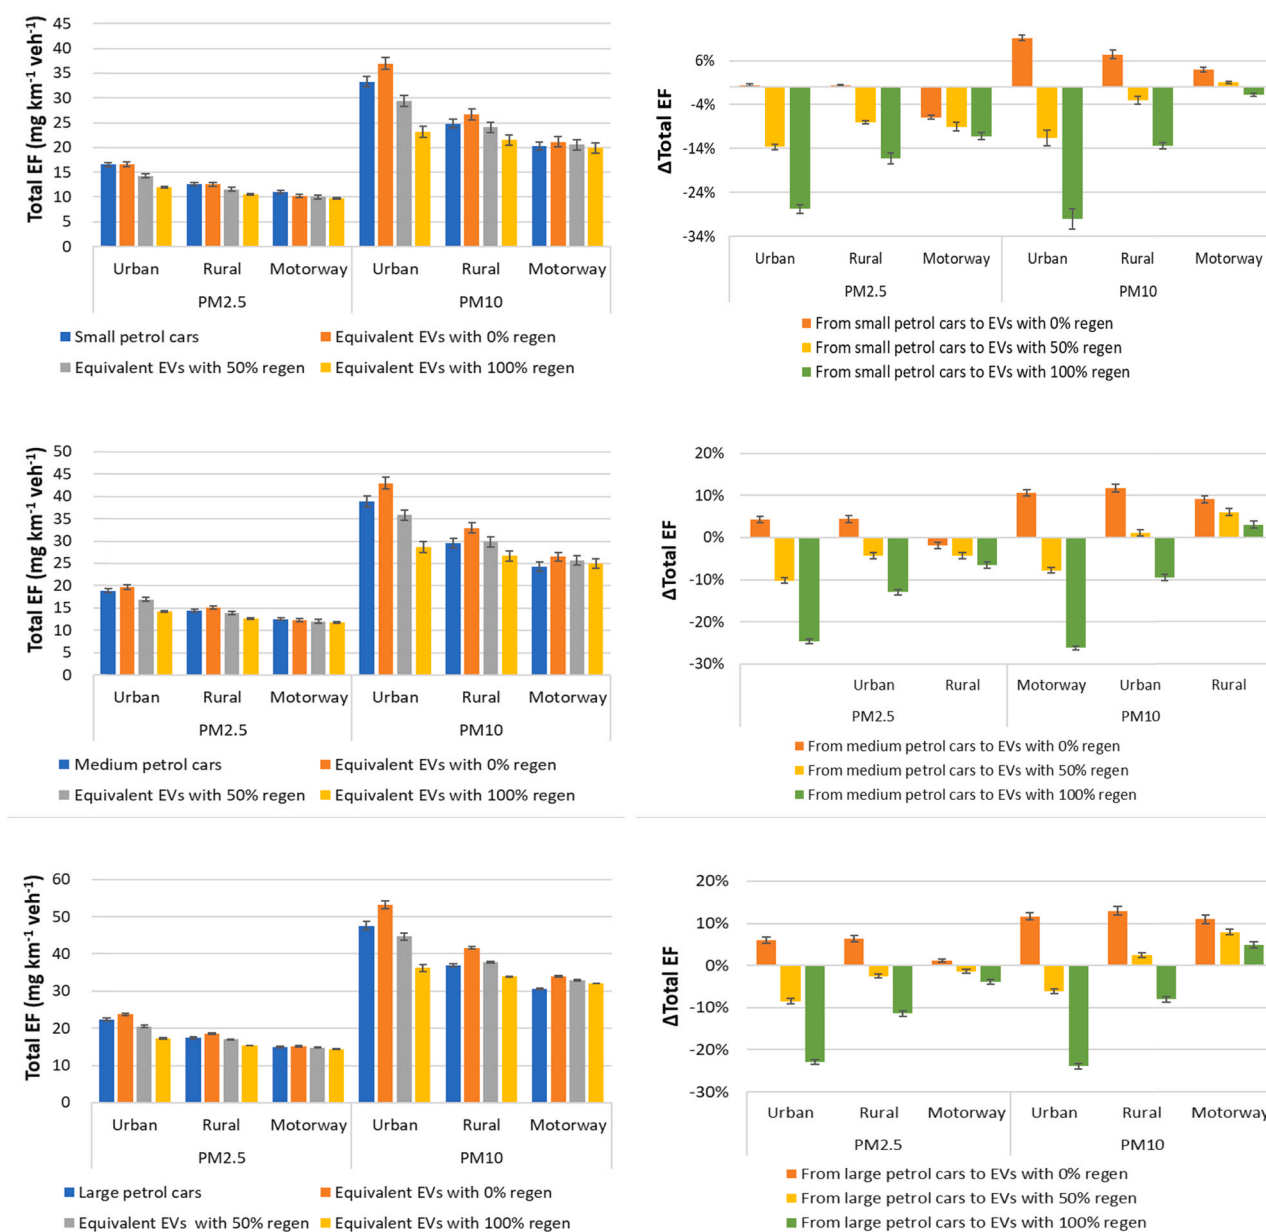 Total EF (mg km⁻¹ veh⁻¹)
45
40
35
30
25
20
15
10
5
0
Urban Rural Motorway Urban Rural Motorway
PM2.5 PM10
Small petrol cars Equivalent EVs with 0% regen
Equivalent EVs with 50% regen Equivalent EVs with 100% regen
ΔTotal EF
6%
-4%
-14%
-24%
-34%
Urban Rural Motorway Urban Rural Motorway
PM2.5 PM10
From small petrol cars to EVs with 0% regen
From small petrol cars to EVs with 50% regen
From small petrol cars to EVs with 100% regen
Total EF (mg km⁻¹ veh⁻¹)
50
45
40
35
30
25
20
15
10
5
0
Urban Rural Motorway Urban Rural Motorway
PM2.5 PM10
Medium petrol cars Equivalent EVs with 0% regen
Equivalent EVs with 50% regen Equivalent EVs with 100% regen
ΔTotal EF
20%
10%
0%
-10%
-20%
-30%
Urban Rural Motorway Urban Rural
PM2.5 PM10
From medium petrol cars to EVs with 0% regen
From medium petrol cars to EVs with 50% regen
From medium petrol cars to EVs with 100% regen
Total EF (mg km⁻¹ veh⁻¹)
60
50
40
30
20
10
0
Urban Rural Motorway Urban Rural Motorway
PM2.5 PM10
Large petrol cars Equivalent EVs with 0% regen
Equivalent EVs with 50% regen Equivalent EVs with 100% regen
ΔTotal EF
20%
10%
0%
-10%
-20%
-30%
Urban Rural Motorway Urban Rural Motorway
PM2.5 PM10
From large petrol cars to EVs with 0% regen
From large petrol cars to EVs with 50% regen
From large petrol cars to EVs with 100% regen